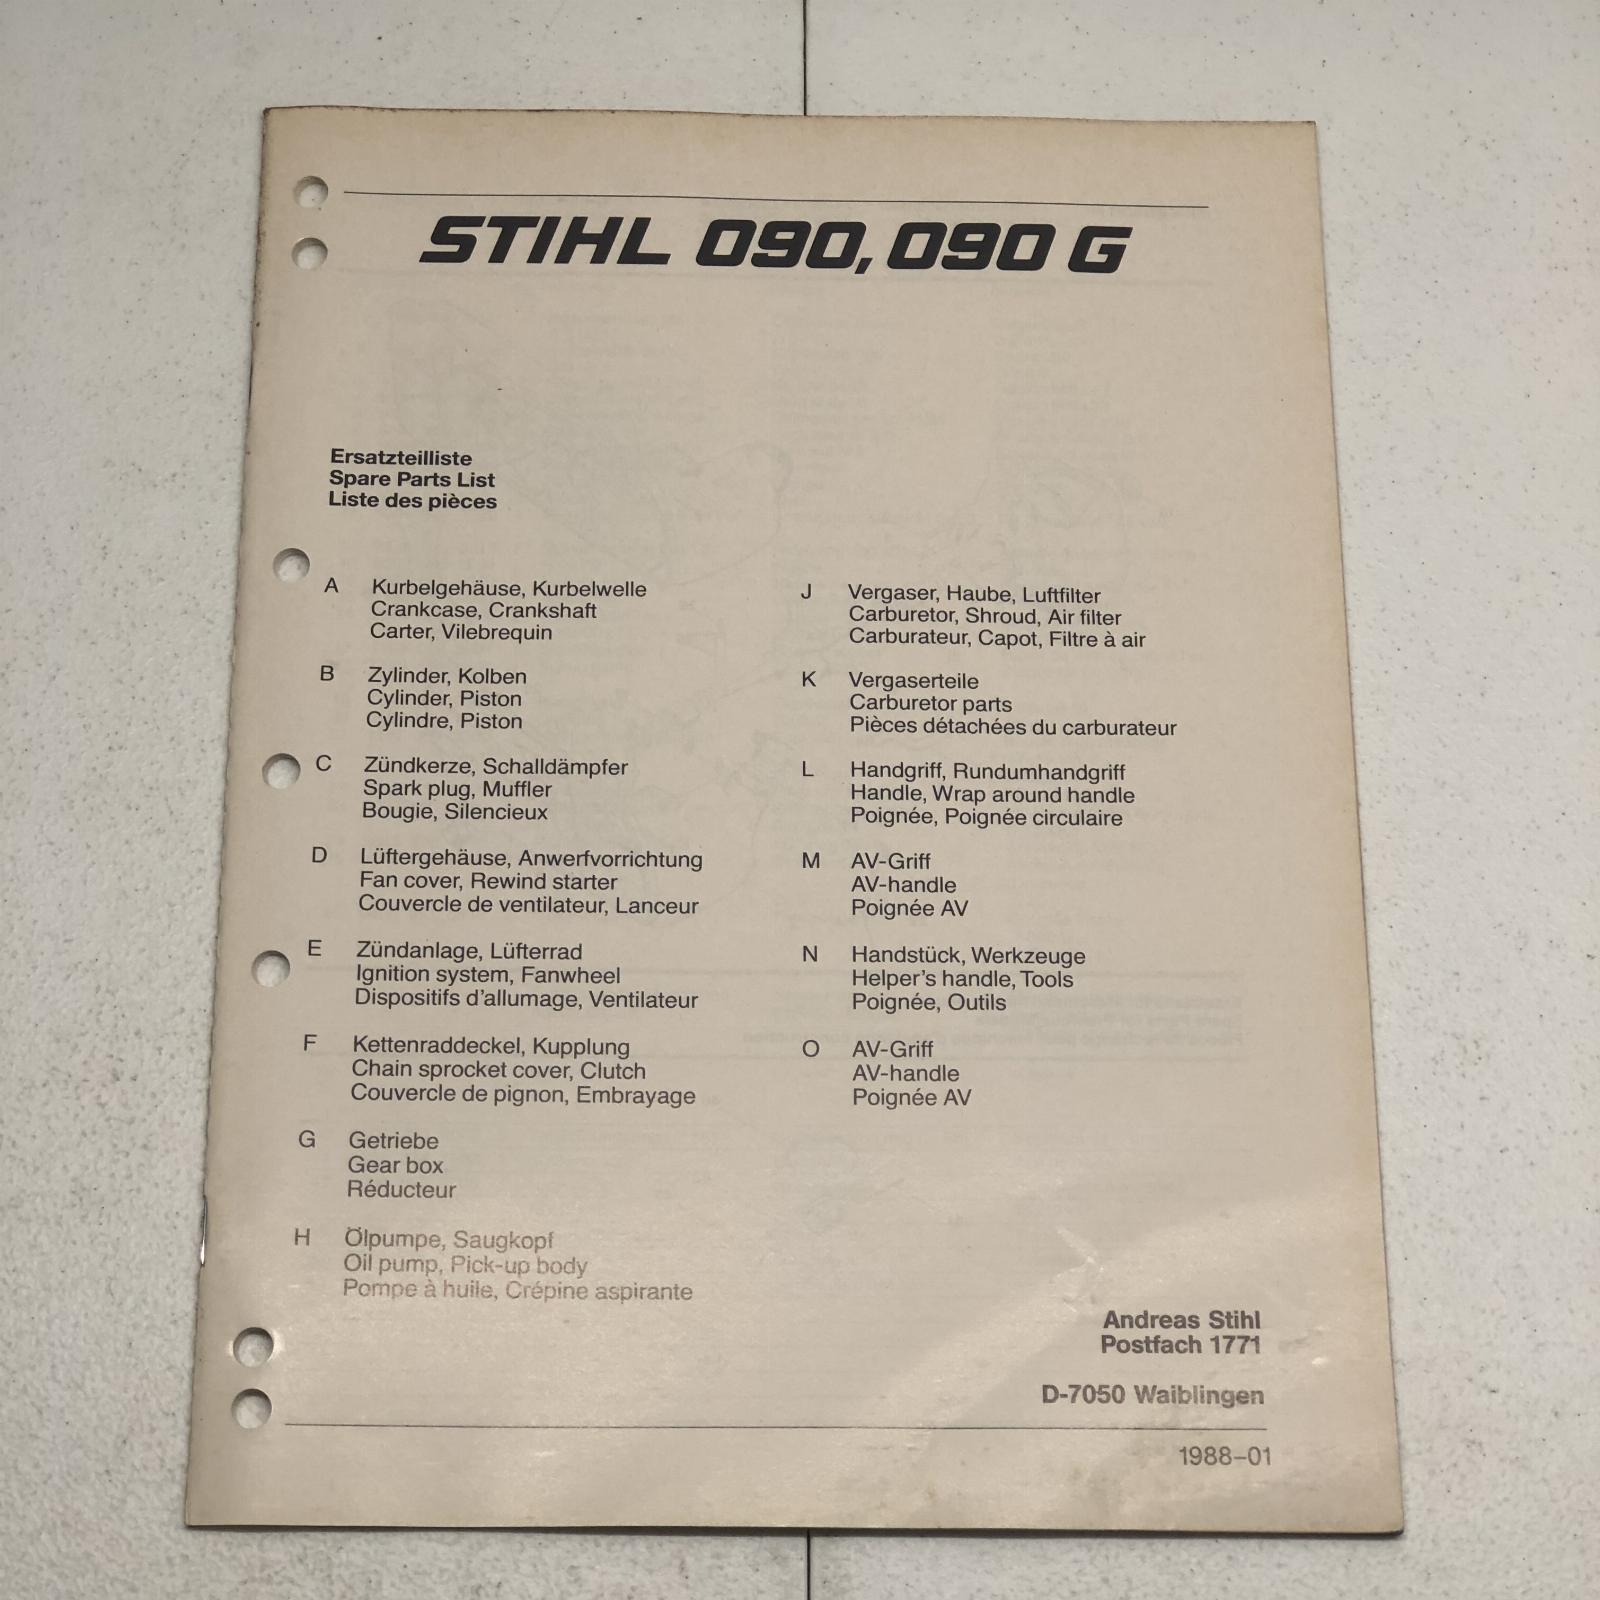 STIHL 090, 090 G
Ersatzteilliste
Spare Parts List
Liste des pièces
A Kurbelgehäuse, Kurbelwelle
Crankcase, Crankshaft
Carter, Vilebrequin
B Zylinder, Kolben
Cylinder, Piston
Cylindre, Piston
C Zündkerze, Schalldämpfer
Spark plug, Muffler
Bougie, Silencieux
D Lüftergehäuse, Anwerfvorrichtung
Fan cover, Rewind starter
Couvercle de ventilateur, Lanceur
E Zündanlage, Lüfterrad
Ignition system, Fanwheel
Dispositifs d'allumage, Ventilateur
F Kettenraddeckel, Kupplung
Chain sprocket cover, Clutch
Couvercle de pignon, Embrayage
G Getriebe
Gear box
Réducteur
H Ölpumpe, Saugkopf
Oil pump, Pick-up body
Pompe à huile, Crépine aspirante
J Vergaser, Haube, Luftfilter
Carburetor, Shroud, Air filter
Carburateur, Capot, Filtre à air
K Vergaserteile
Carburetor parts
Pièces détachées du carburateur
L Handgriff, Rundumhandgriff
Handle, Wrap around handle
Poignée, Poignée circulaire
M AV-Griff
AV-handle
Poignée AV
N Handstück, Werkzeuge
Helper's handle, Tools
Poignée, Outils
O AV-Griff
AV-handle
Poignée AV
Andreas Stihl
Postfach 1771
D-7050 Waiblingen
1988-01